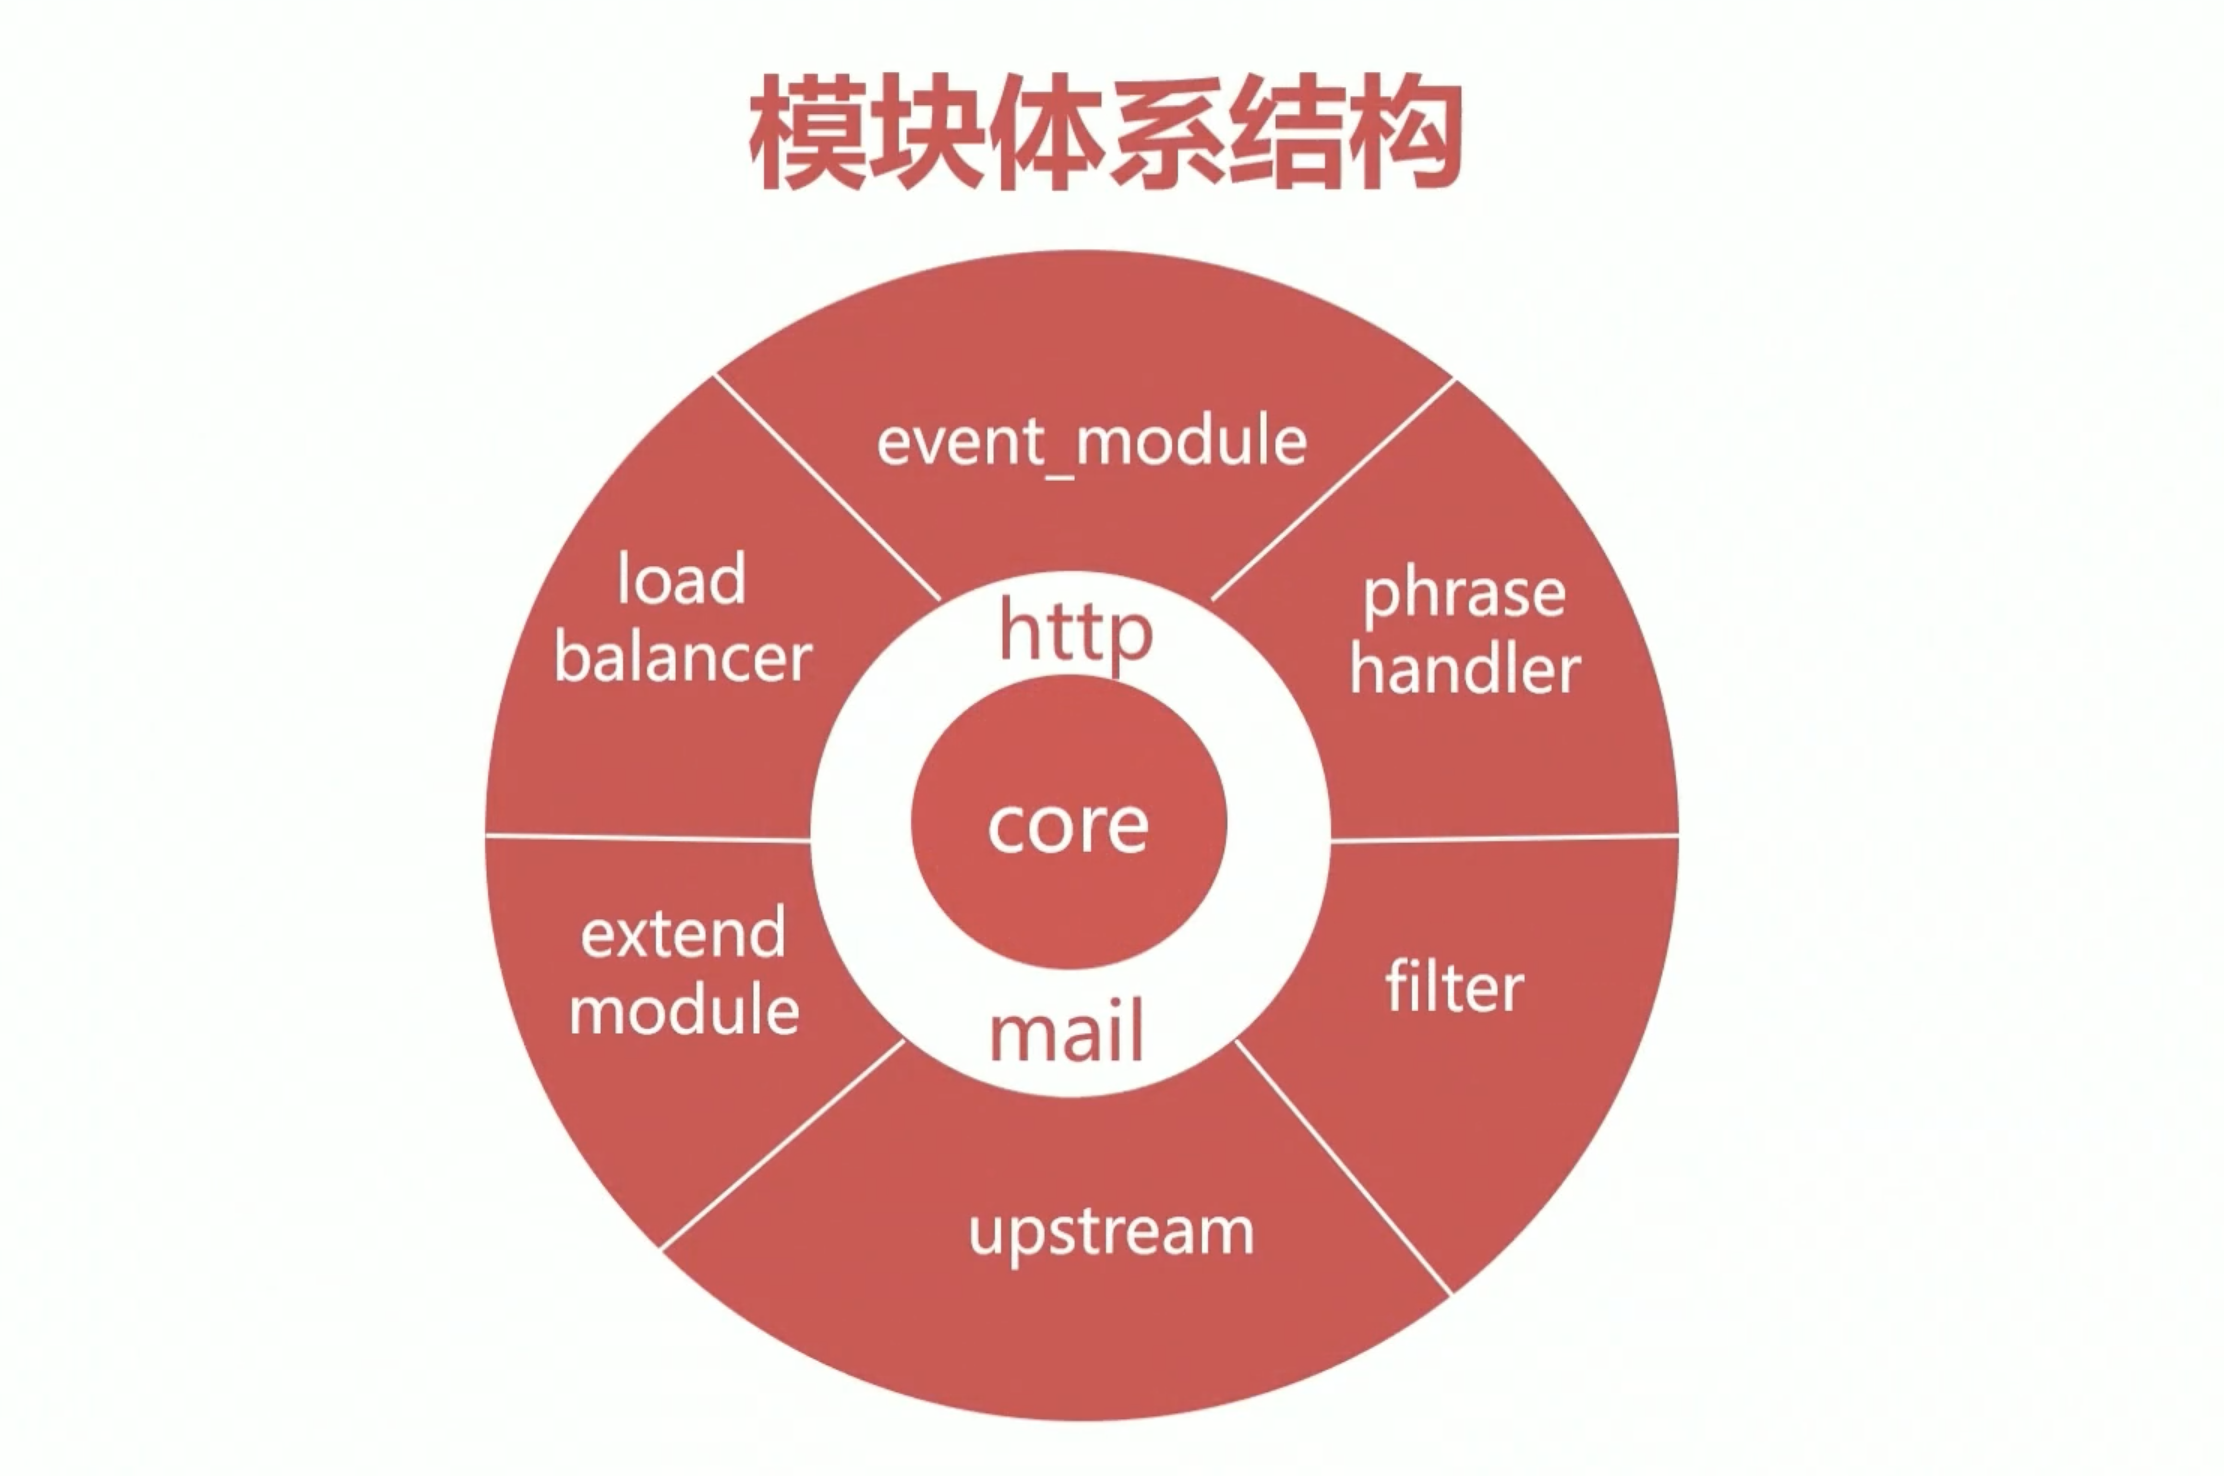 模块体系结构
event_module
load
balancer
phrase
handler
http
core
extend
module
filter
mail
upstream